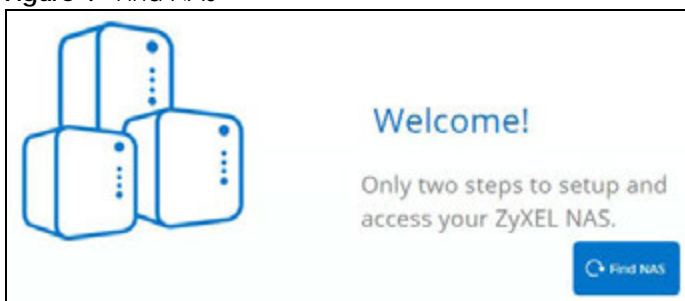 Welcome!
Only two steps to setup and
access your ZyXEL NAS.
Find NAS